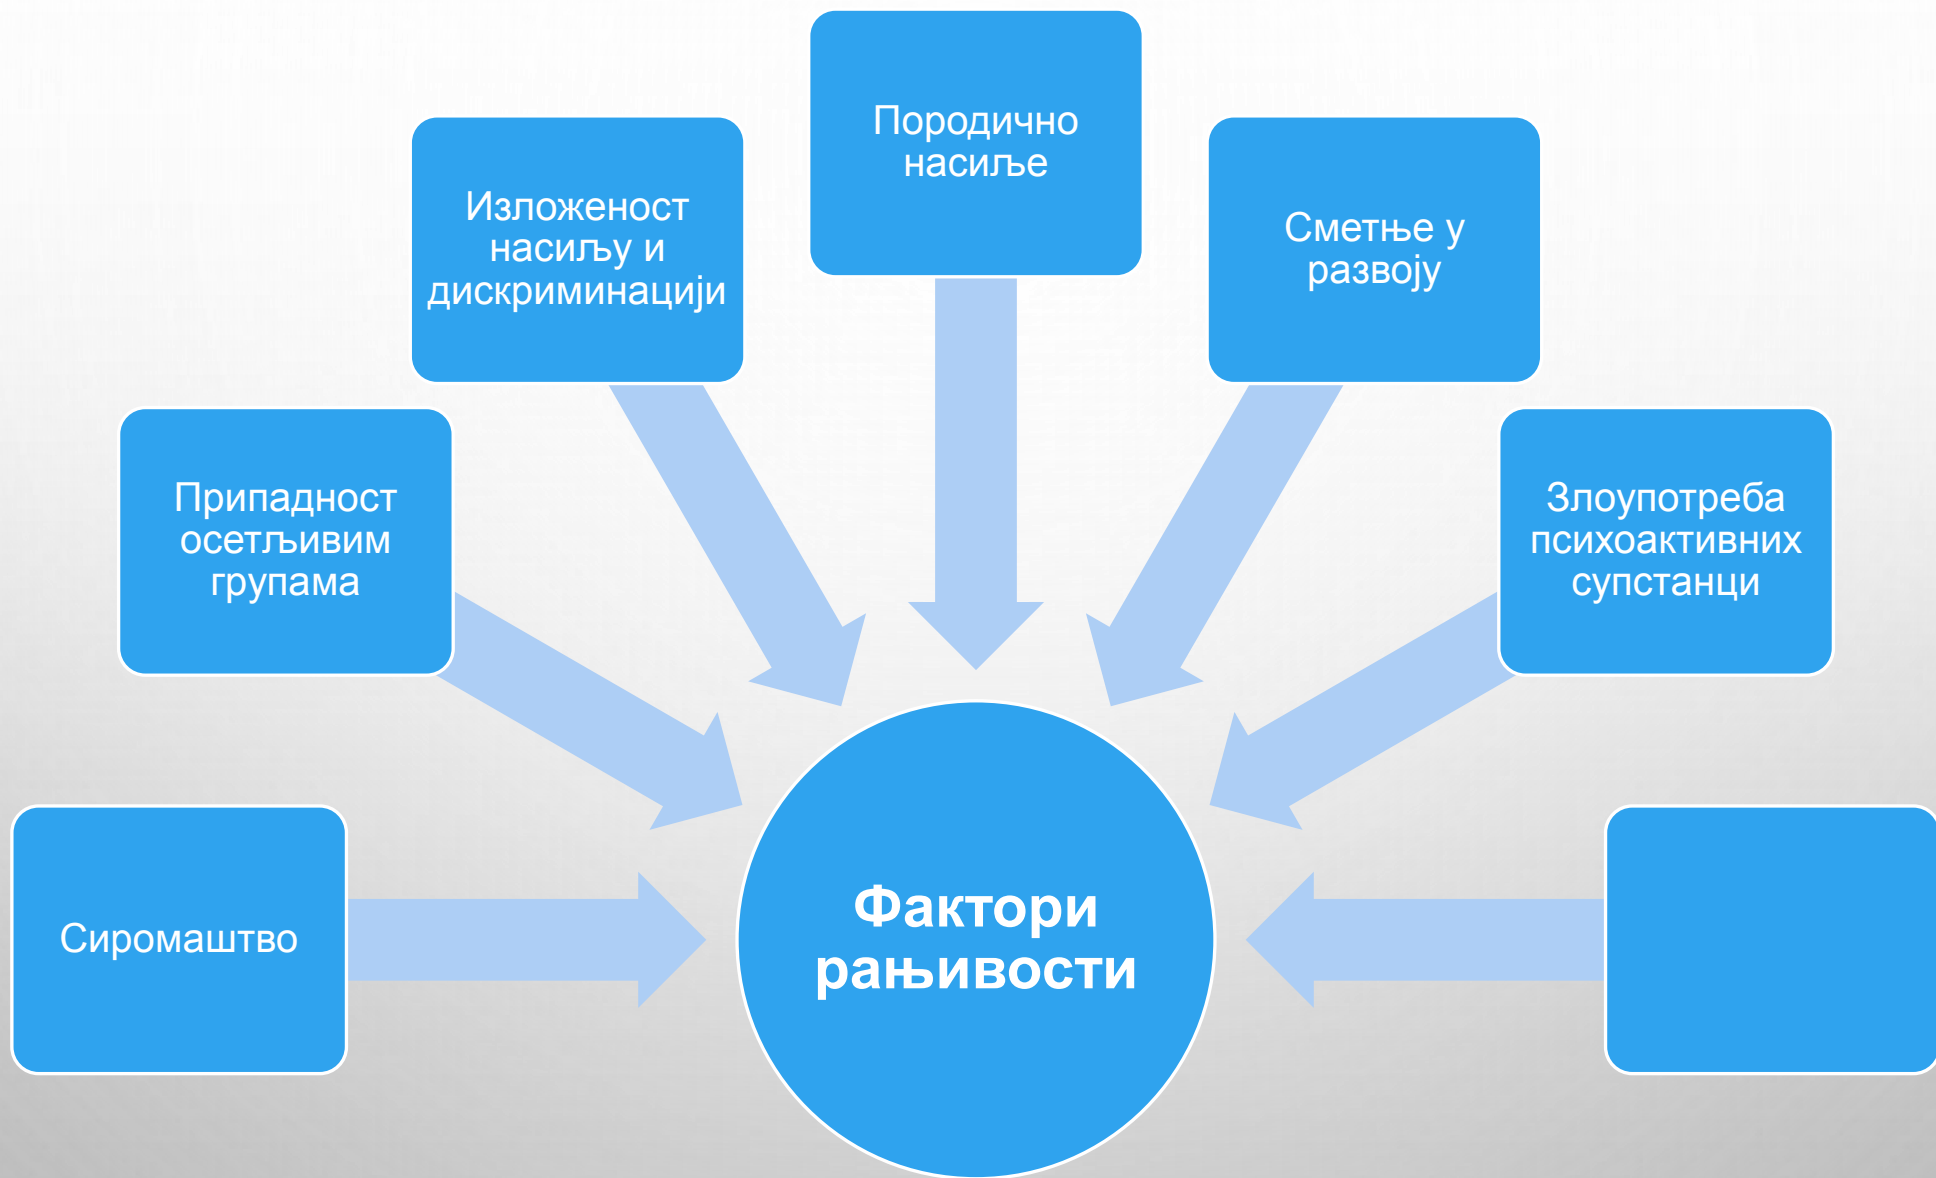 Породично
насиље
Изложеност
насиљу и
дискриминацији
Сметње у
развоју
Припадност
осетљивим
групама
Злоупотреба
психоактивних
супстанци
Сиромаштво
Фактори
рањивости